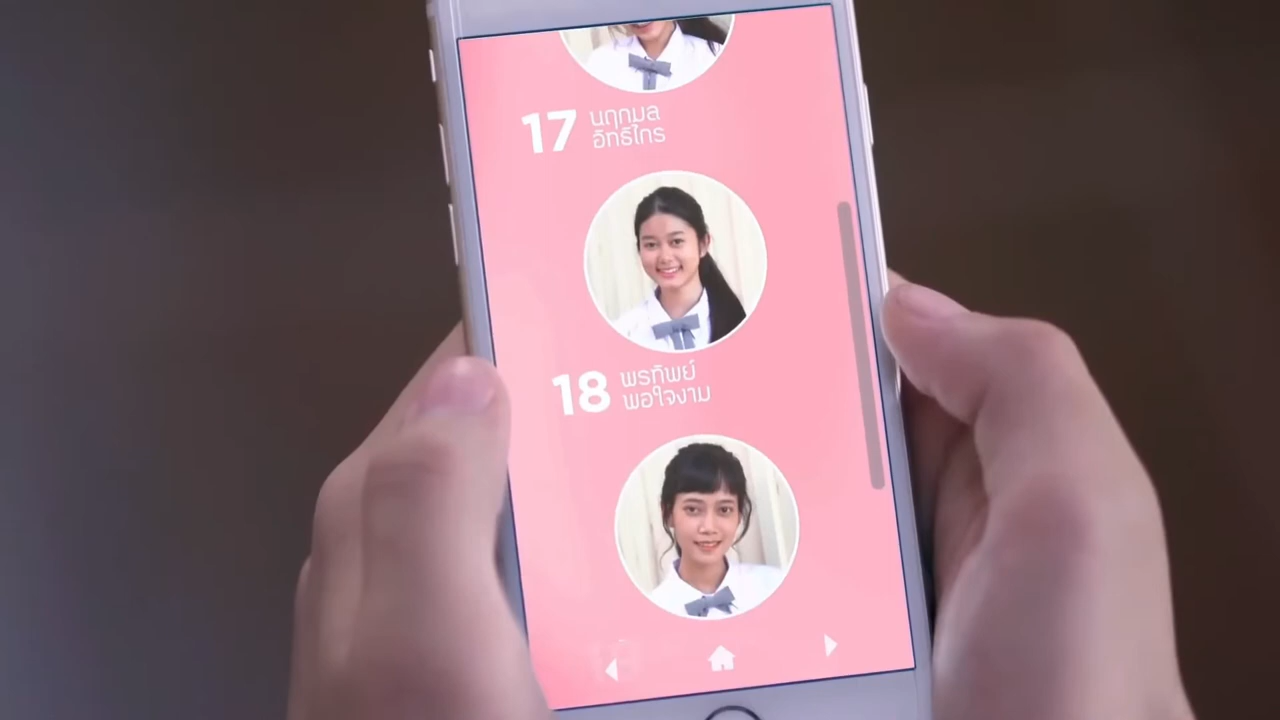 17
นฤกมล
อิทธิไกร
18
พรทิพย์
พอใจงาม